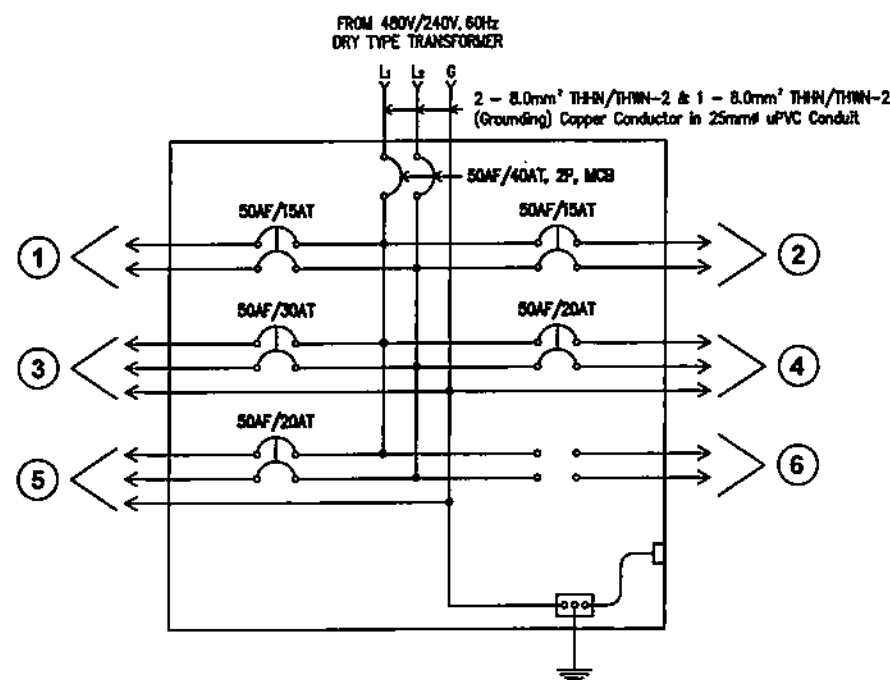 FROM 480V/240V, 60Hz
DRY TYPE TRANSFORMER
L1 L2 G
2 - 8.0mm² THHN/THWN-2 & 1 - 8.0mm² THHN/THWN-2
(Grounding) Copper Conductor in 25mmø uPVC Conduit
50AF/40AT, 2P, MCB
50AF/15AT 50AF/15AT
1 2
50AF/30AT 50AF/20AT
3 4
50AF/20AT
5 6